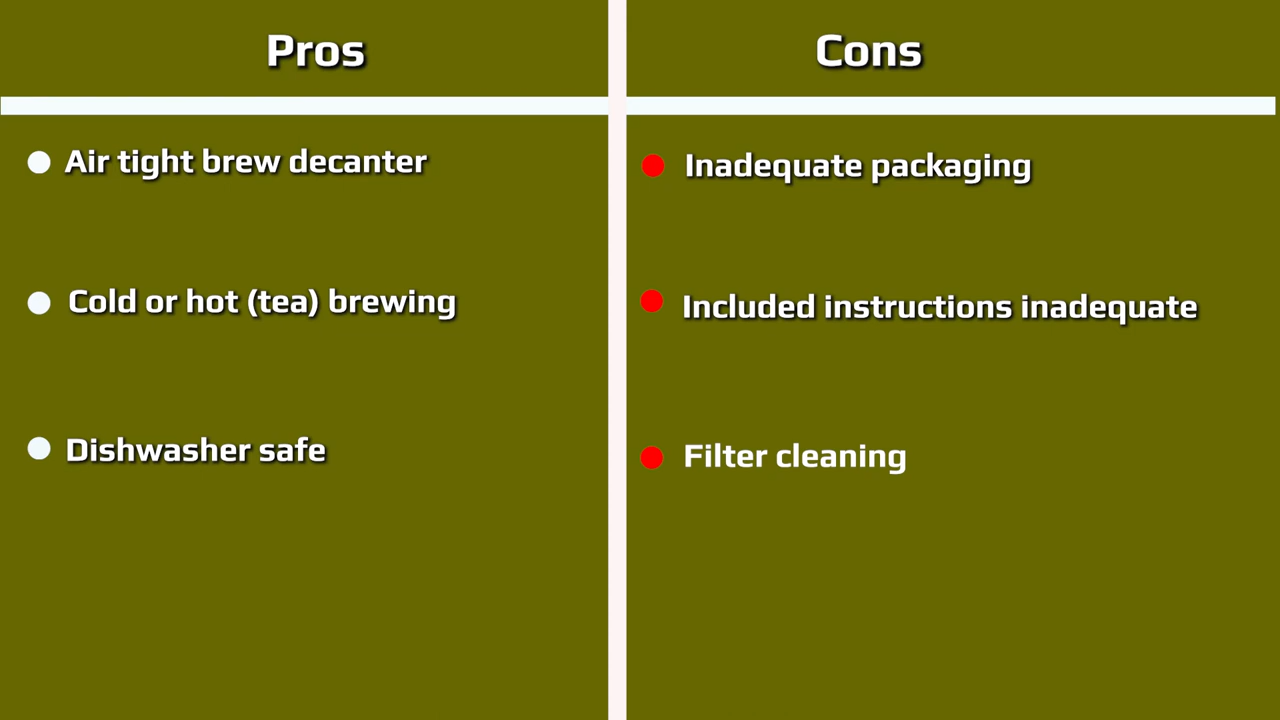 Pros
Cons
Air tight brew decanter
Cold or hot (tea) brewing
Dishwasher safe
Inadequate packaging
Included instructions inadequate
Filter cleaning